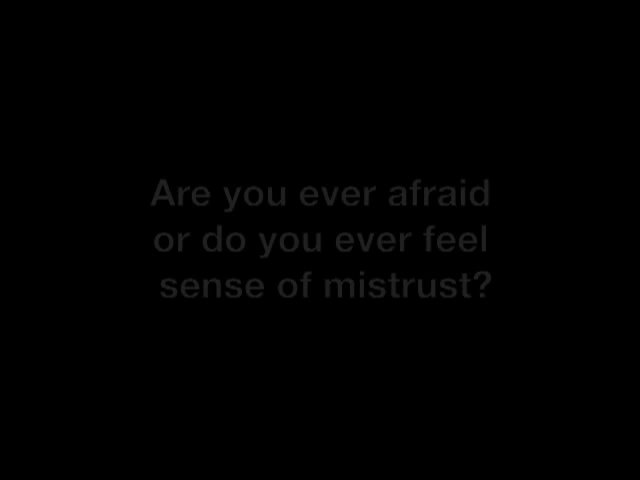 Are you ever afraid
or do you ever feel
sense of mistrust?